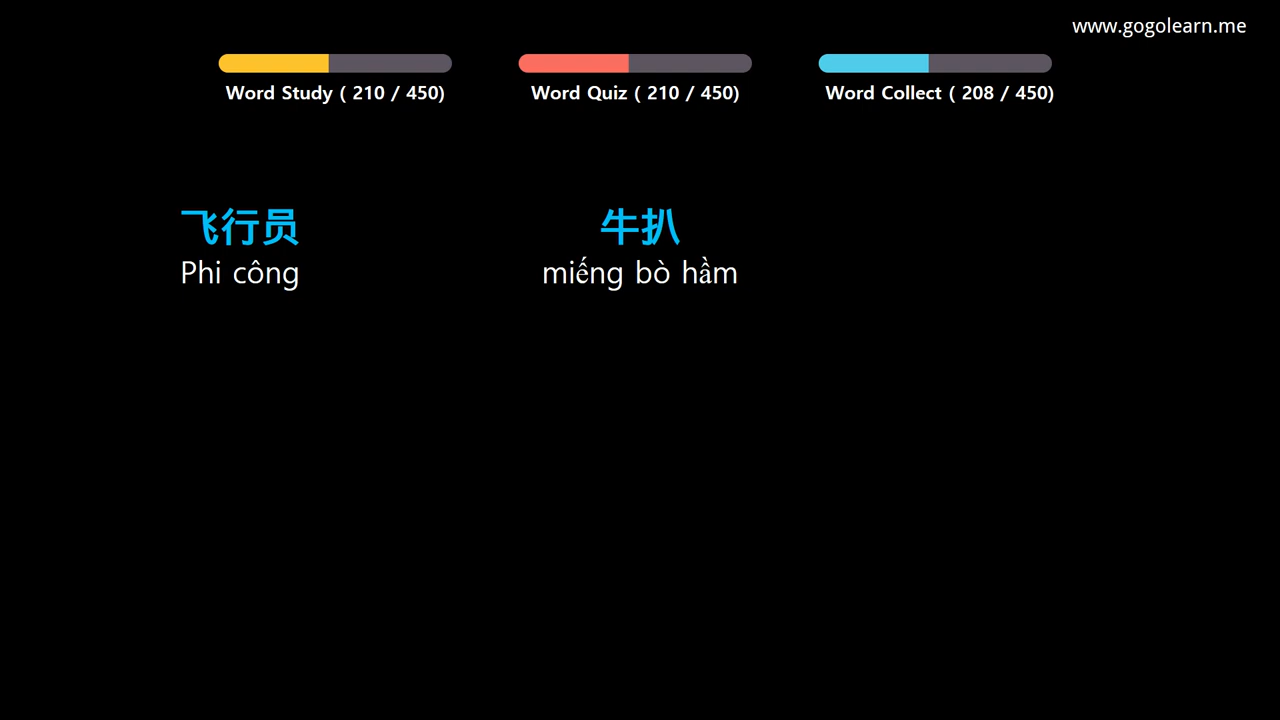 www.gogolearn.me
Word Study ( 210 / 450)
Word Quiz ( 210 / 450)
Word Collect ( 208 / 450)
飞行员
Phi công
牛扒
miếng bò hầm